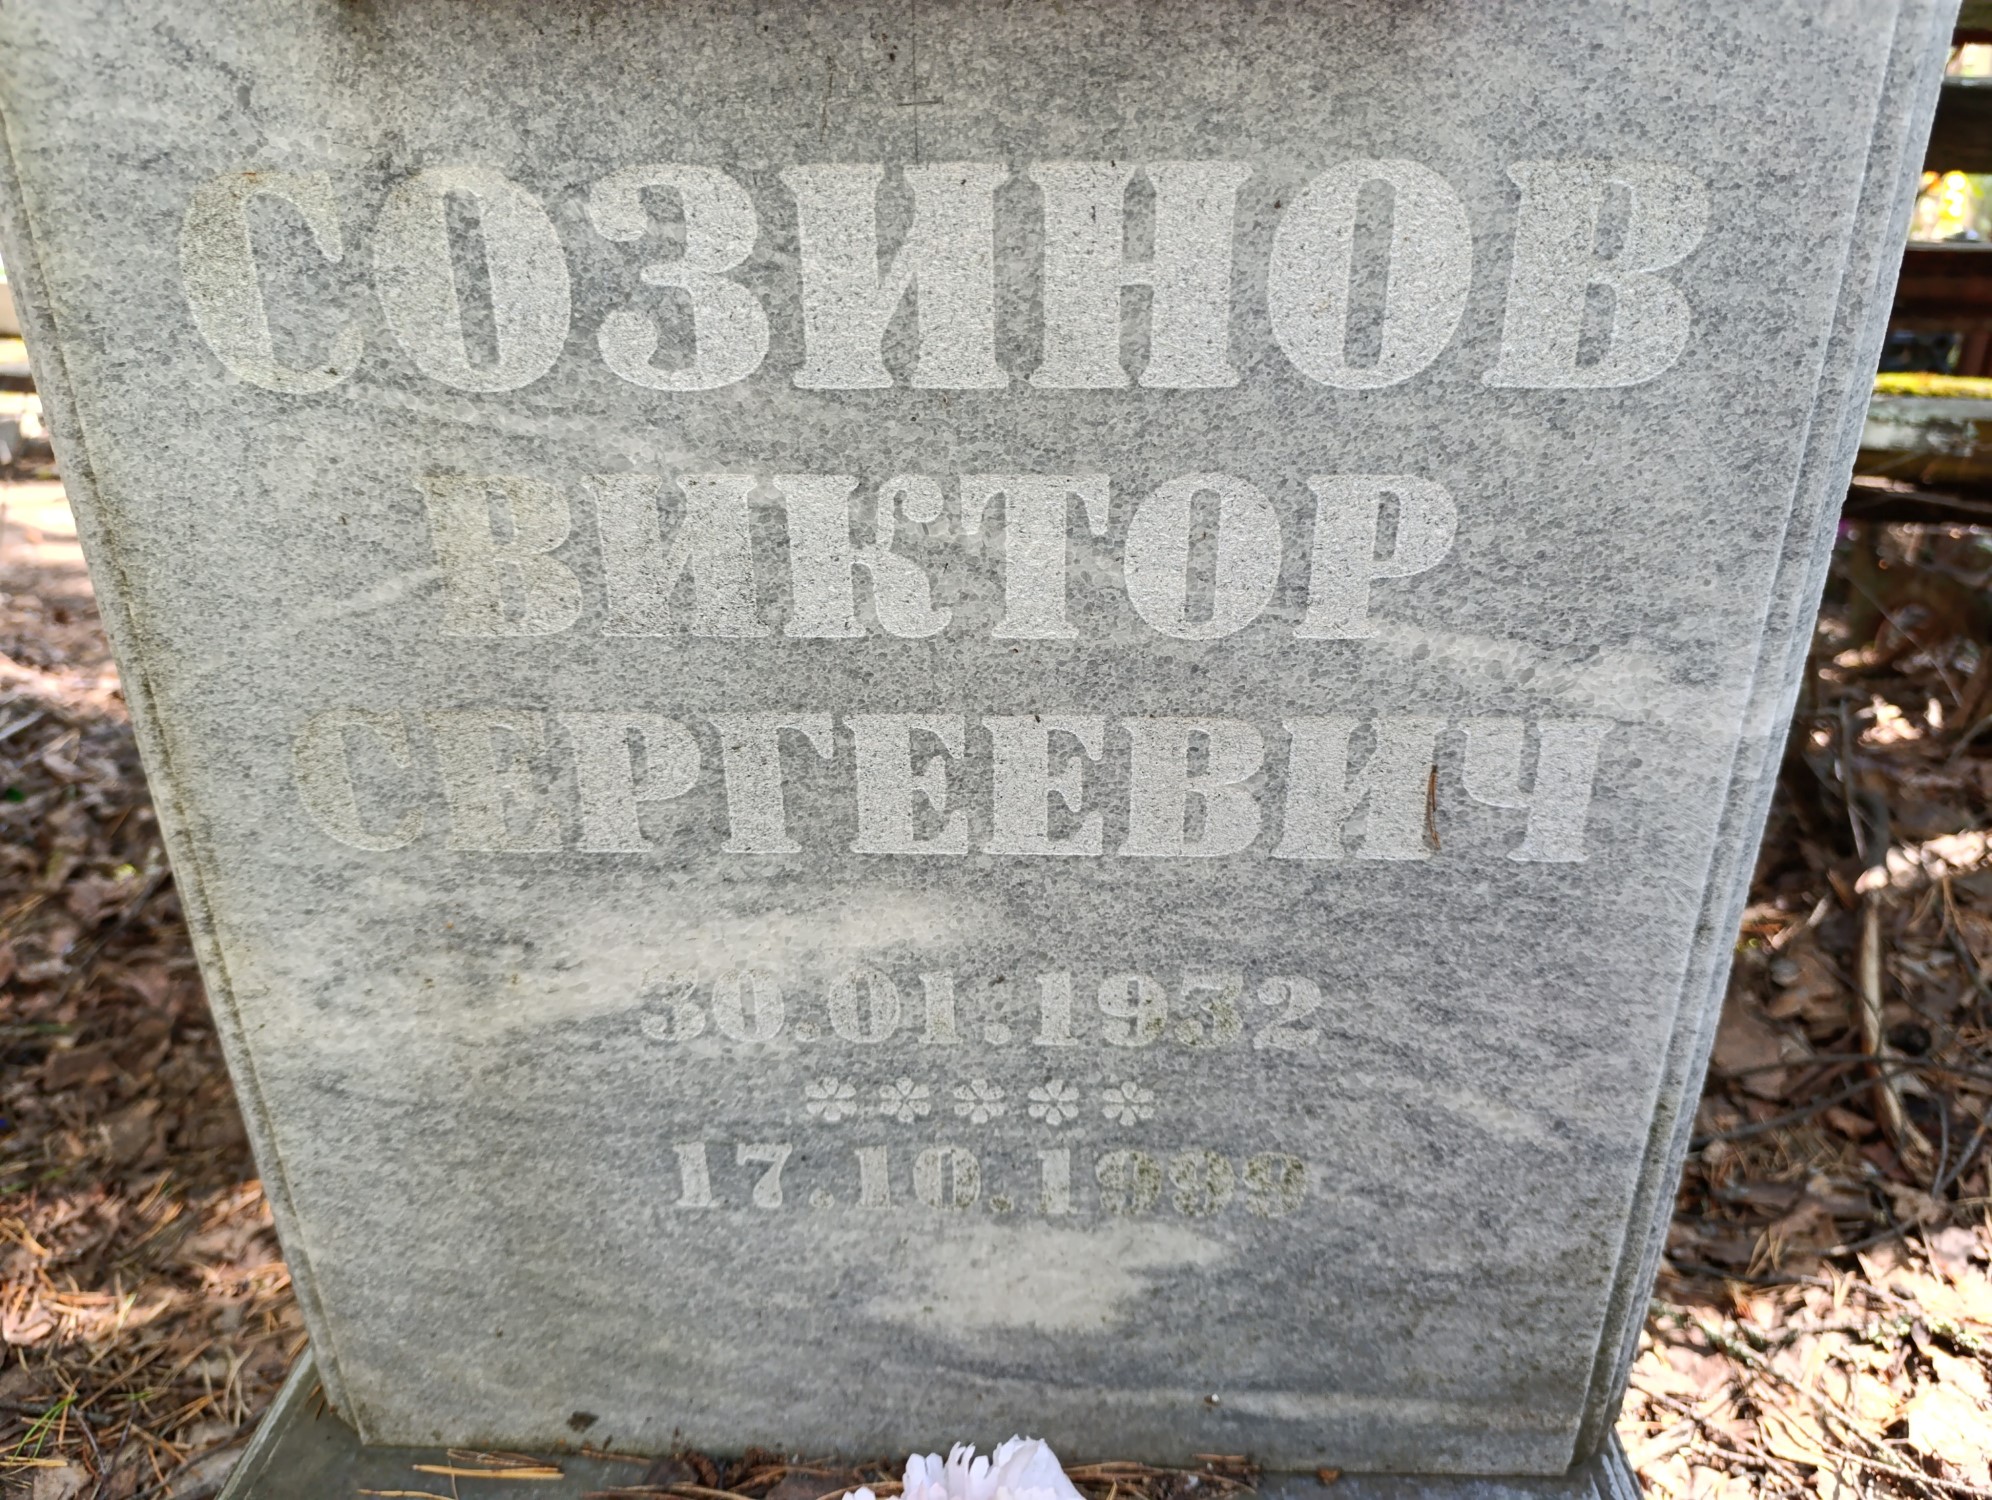 СОЗИНОВ
ВИКТОР
СЕРГЕЕВИЧ
30.01.1932
*****
17.10.1999